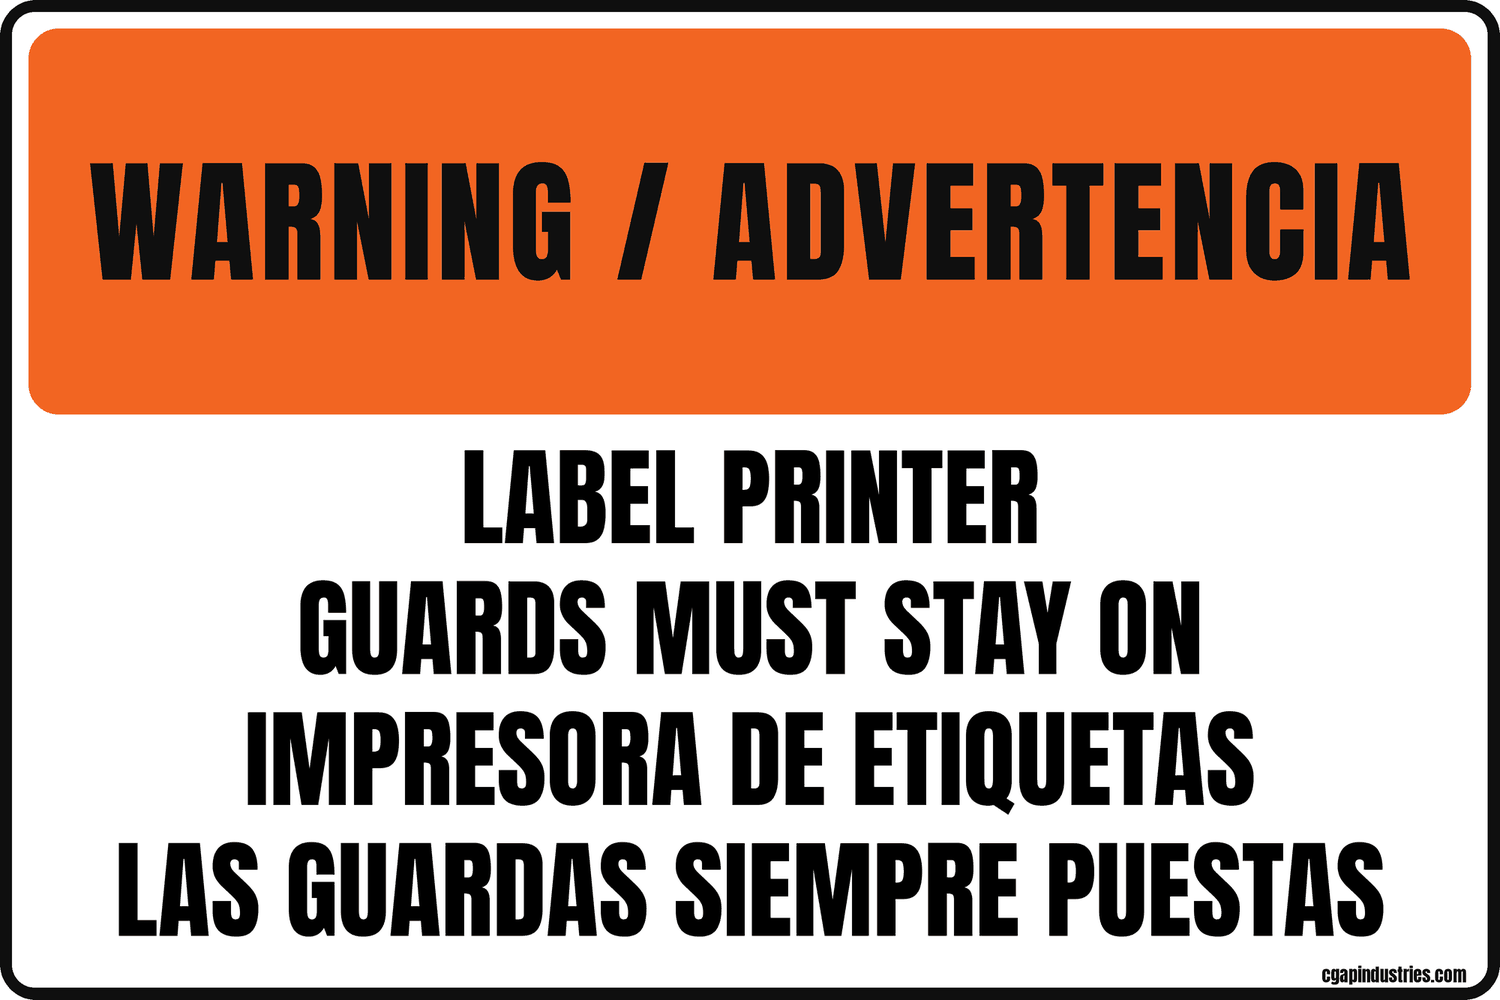 WARNING / ADVERTENCIA
LABEL PRINTER
GUARDS MUST STAY ON
IMPRESORA DE ETIQUETAS
LAS GUARDAS SIEMPRE PUESTAS
cgapindustries.com